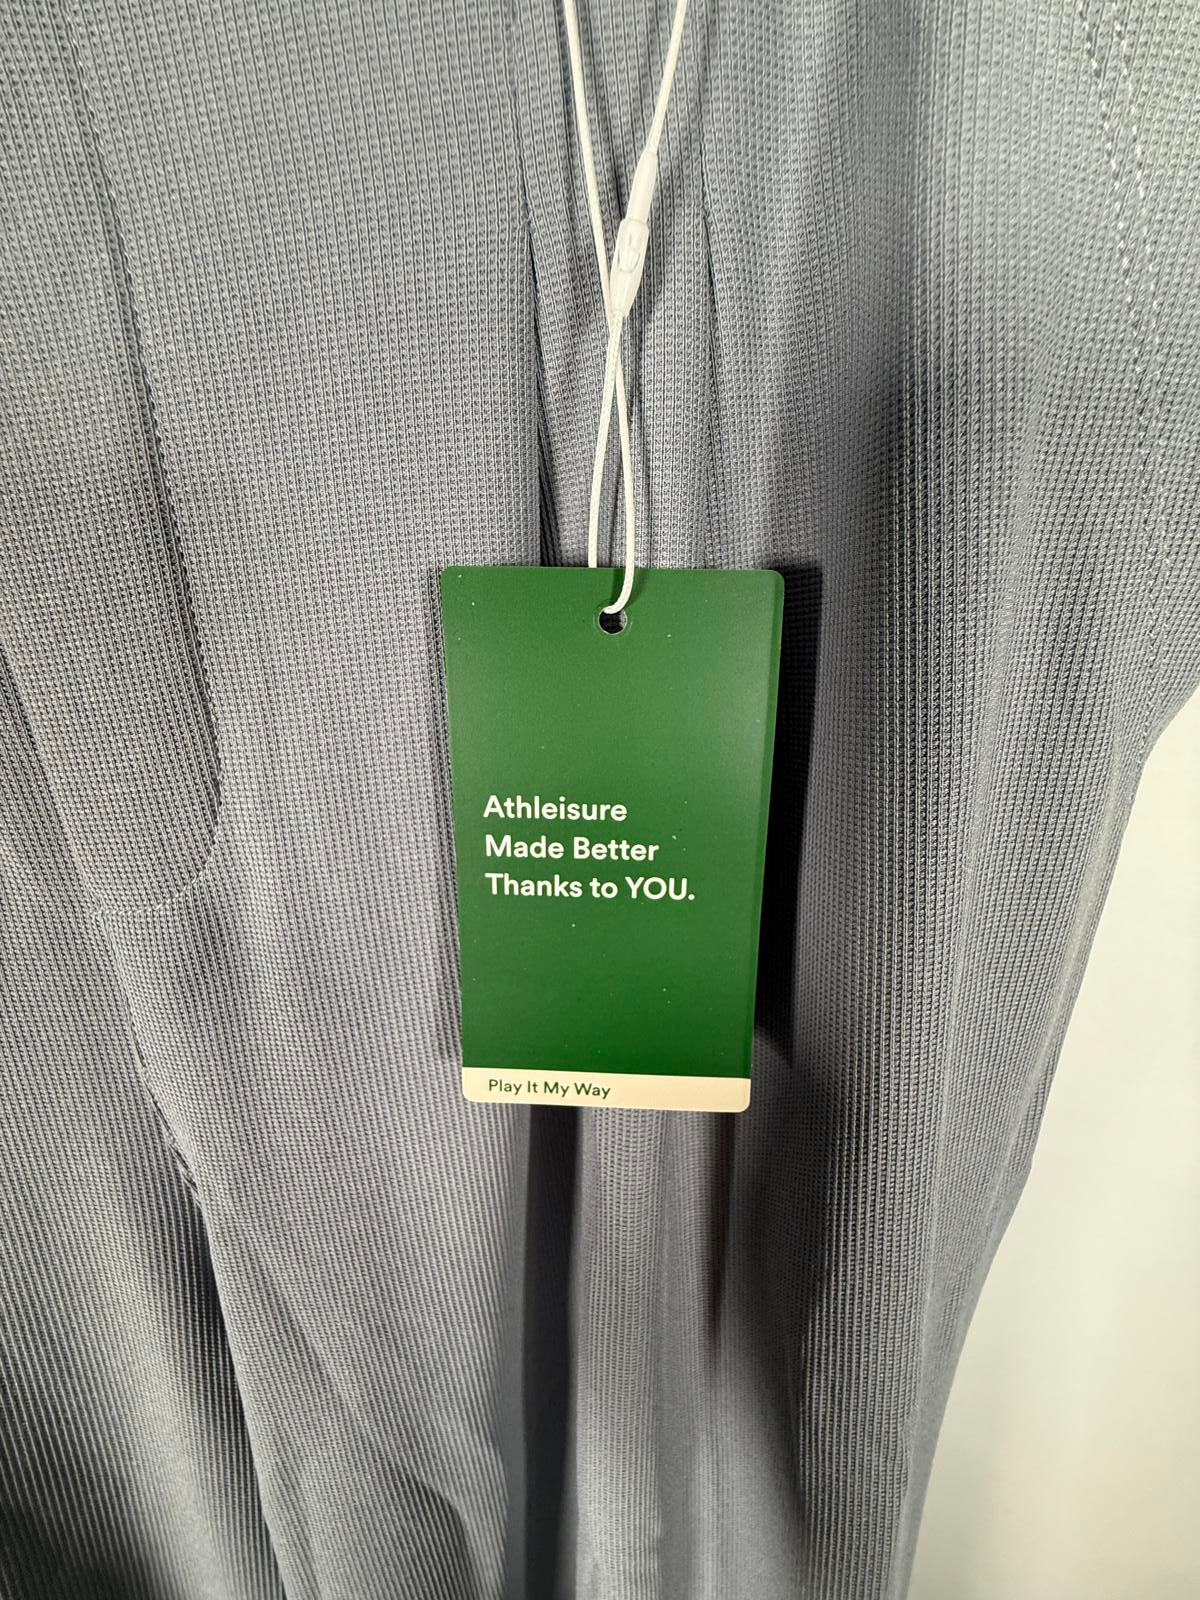 Athleisure
Made Better
Thanks to YOU.
Play It My Way